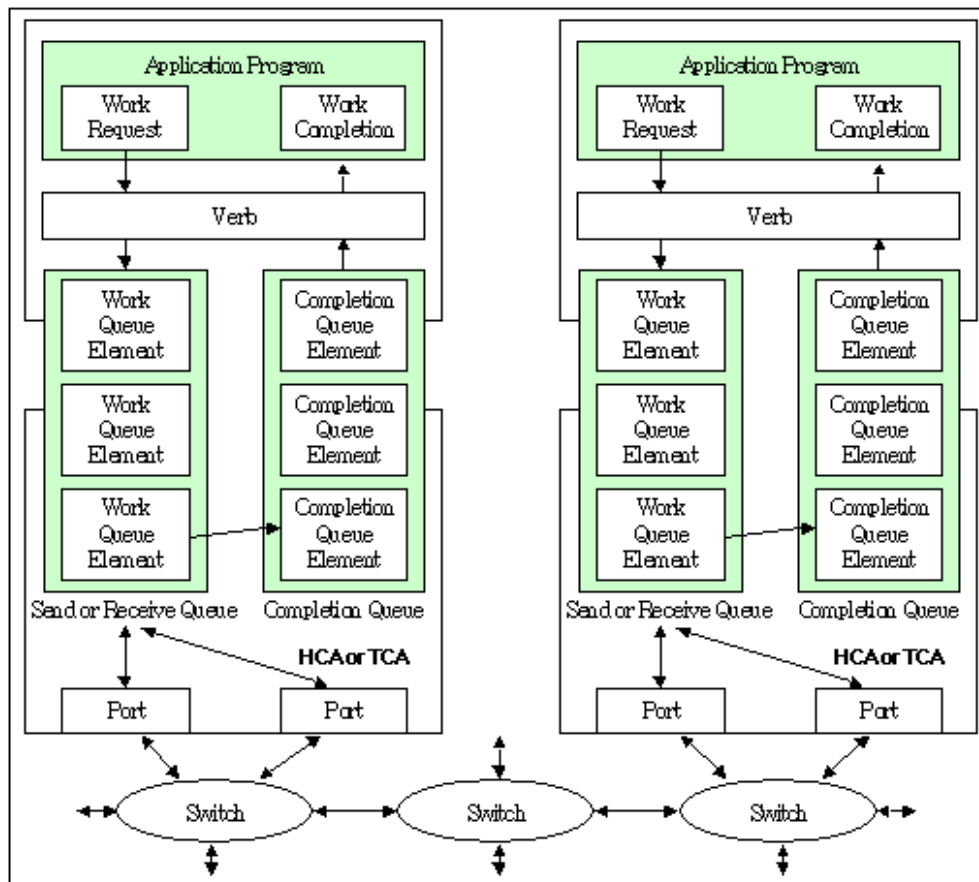 Application Program
Work
Request
Work
Completion
Verb
Work
Queue
Element
Completion
Queue
Element
Work
Queue
Element
Completion
Queue
Element
Work
Queue
Element
Completion
Queue
Element
Send or Receive Queue
Completion Queue
HCA or TCA
Port
Port
Application Program
Work
Request
Work
Completion
Verb
Work
Queue
Element
Completion
Queue
Element
Work
Queue
Element
Completion
Queue
Element
Work
Queue
Element
Completion
Queue
Element
Send or Receive Queue
Completion Queue
HCA or TCA
Port
Port
Switch
Switch
Switch